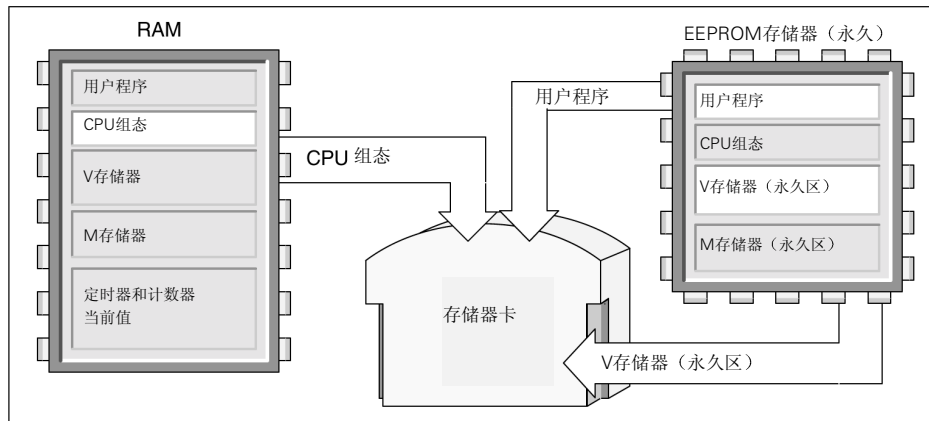 RAM
用户程序
CPU组态
V存储器
M存储器
定时器和计数器
当前值
CPU 组态
用户程序
存储器卡
EEPROM存储器（永久）
用户程序
CPU组态
V存储器（永久区）
M存储器（永久区）
V存储器（永久区）